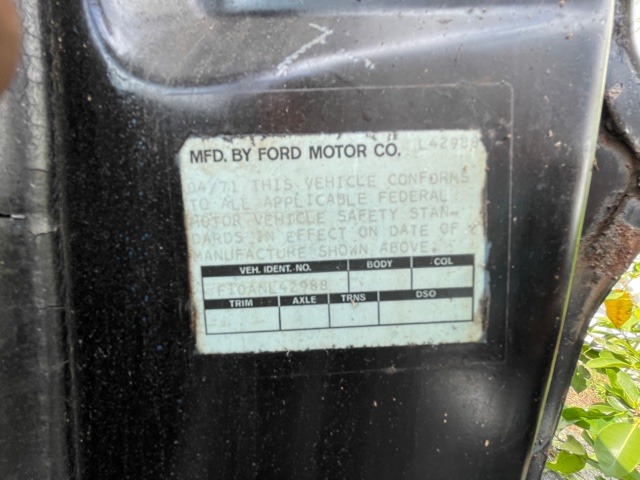 MFD. BY FORD MOTOR CO. L42988
04/71 THIS VEHICLE CONFORMS
TO ALL APPLICABLE FEDERAL
MOTOR VEHICLE SAFETY STAN-
DARDS IN EFFECT ON DATE OF
MANUFACTURE SHOWN ABOVE.
VEH. IDENT. NO. BODY COL
TRIM AXLE TRNS DSO